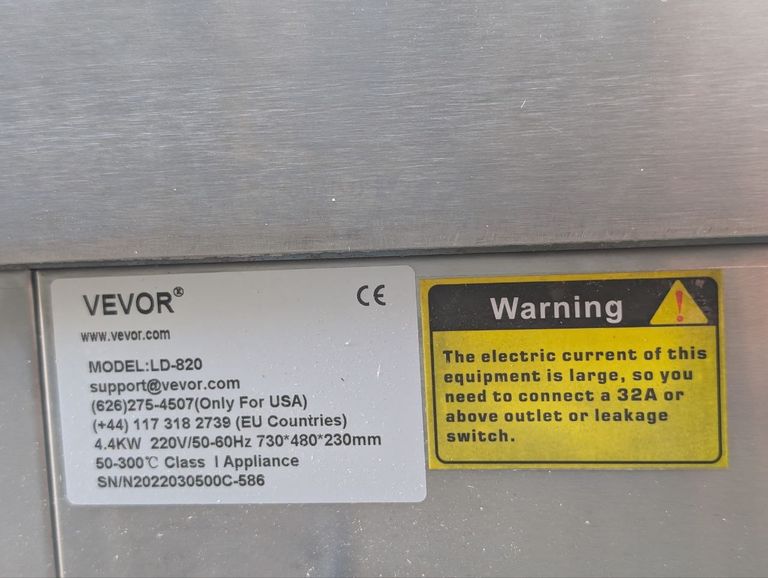 VEVOR®
CE
www.vevor.com
MODEL:LD-820
support@vevor.com
(626)275-4507(Only For USA)
(+44) 117 318 2739 (EU Countries)
4.4KW 220V/50-60Hz 730*480*230mm
50-300℃ Class I Appliance
SN/N2022030500C-586
Warning
The electric current of this
equipment is large, so you
need to connect a 32A or
above outlet or leakage
switch.